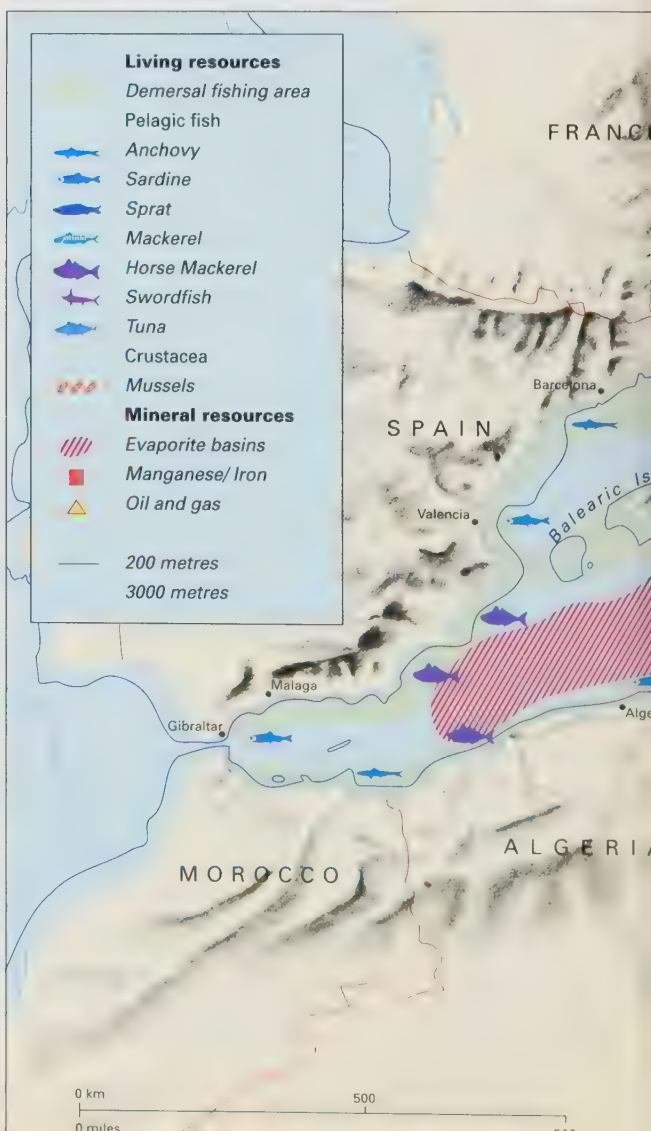 Living resources
Demersal fishing area
Pelagic fish
Anchovy
Sardine
Sprat
Mackerel
Horse Mackerel
Swordfish
Tuna
Crustacea
Mussels
Mineral resources
Evaporite basins
Manganese/ Iron
Oil and gas
200 metres
3000 metres
FRANC
Barcelona
SPAIN
Balearic Is
Valencia
Malaga
Gibraltar
Alge
MOROCCO
ALGERIA
0 km 500
0 miles